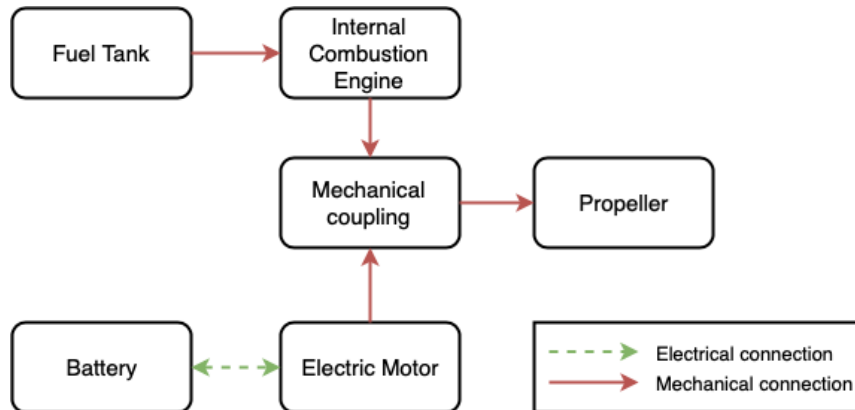 Fuel Tank
Internal
Combustion
Engine
Mechanical
coupling
Propeller
Battery
Electric Motor
Electrical connection
Mechanical connection